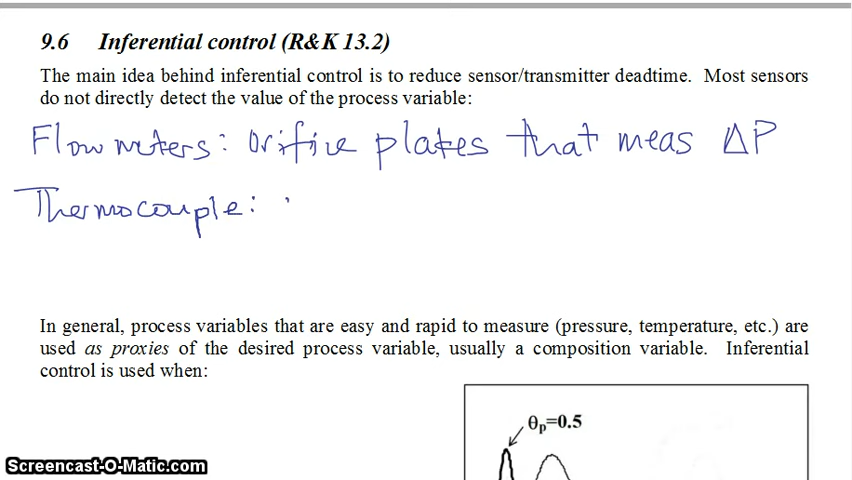 9.6 Inferential control (R&K 13.2)
The main idea behind inferential control is to reduce sensor/transmitter deadtime. Most sensors
do not directly detect the value of the process variable:
Flow meters: Orifice plates that meas ΔP
Thermocouple:
In general, process variables that are easy and rapid to measure (pressure, temperature, etc.) are
used as proxies of the desired process variable, usually a composition variable. Inferential
control is used when:
θp=0.5
Screencast-O-Matic.com